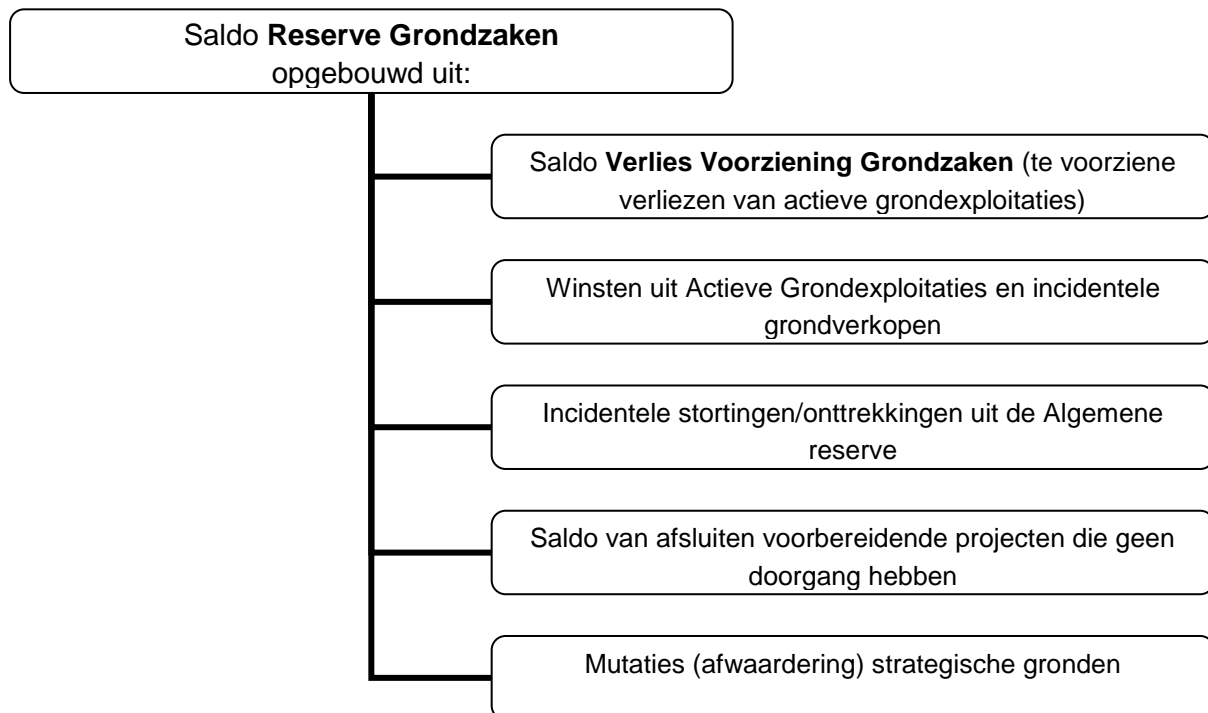 Saldo Reserve Grondzaken
opgebouwd uit:
Saldo Verlies Voorziening Grondzaken (te voorziene
verliezen van actieve grondexploitaties)
Winsten uit Actieve Grondexploitaties en incidentele
grondverkopen
Incidentele stortingen/onttrekkingen uit de Algemene
reserve
Saldo van afsluiten voorbereidende projecten die geen
doorgang hebben
Mutaties (afwaardering) strategische gronden